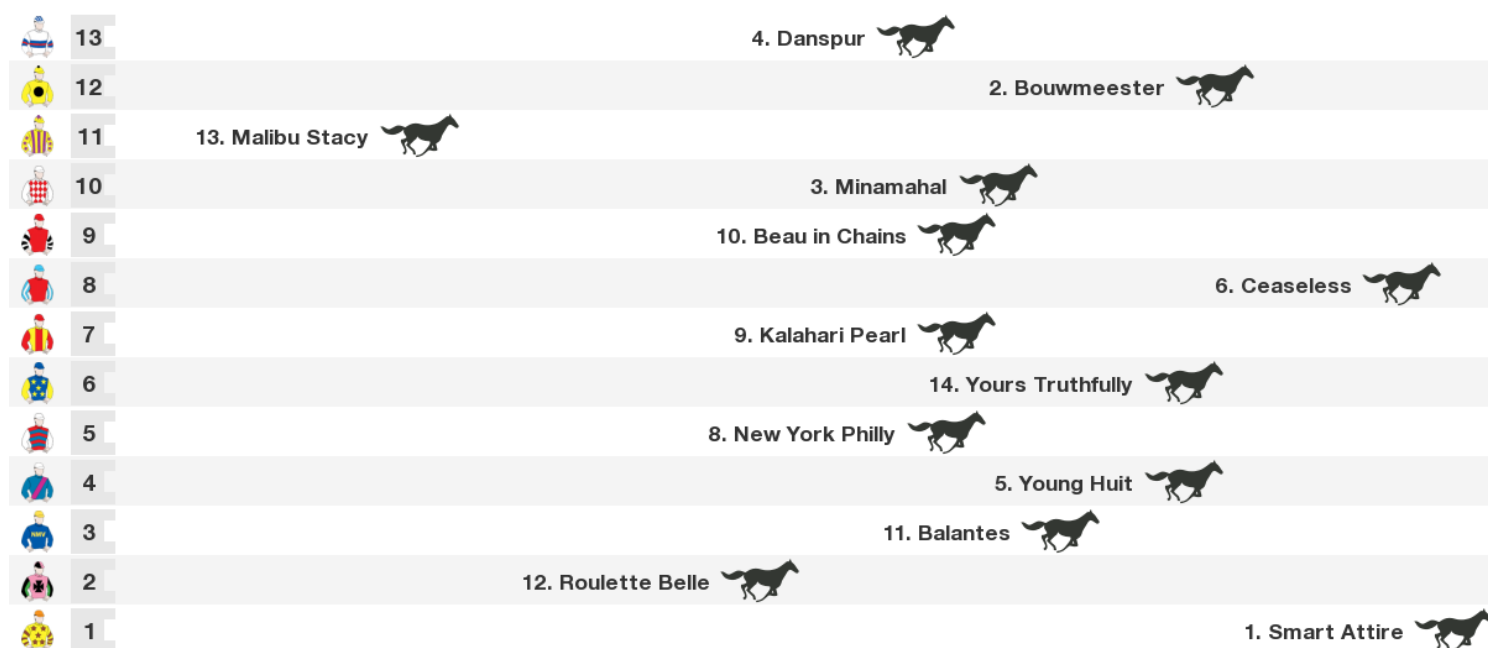 13 4. Danspur
12 2. Bouwmeester
11 13. Malibu Stacy
10 3. Minamahal
9 10. Beau in Chains
8 6. Ceaseless
7 9. Kalahari Pearl
6 14. Yours Truthfully
5 8. New York Philly
4 5. Young Huit
3 11. Balantes
2 12. Roulette Belle
1 1. Smart Attire